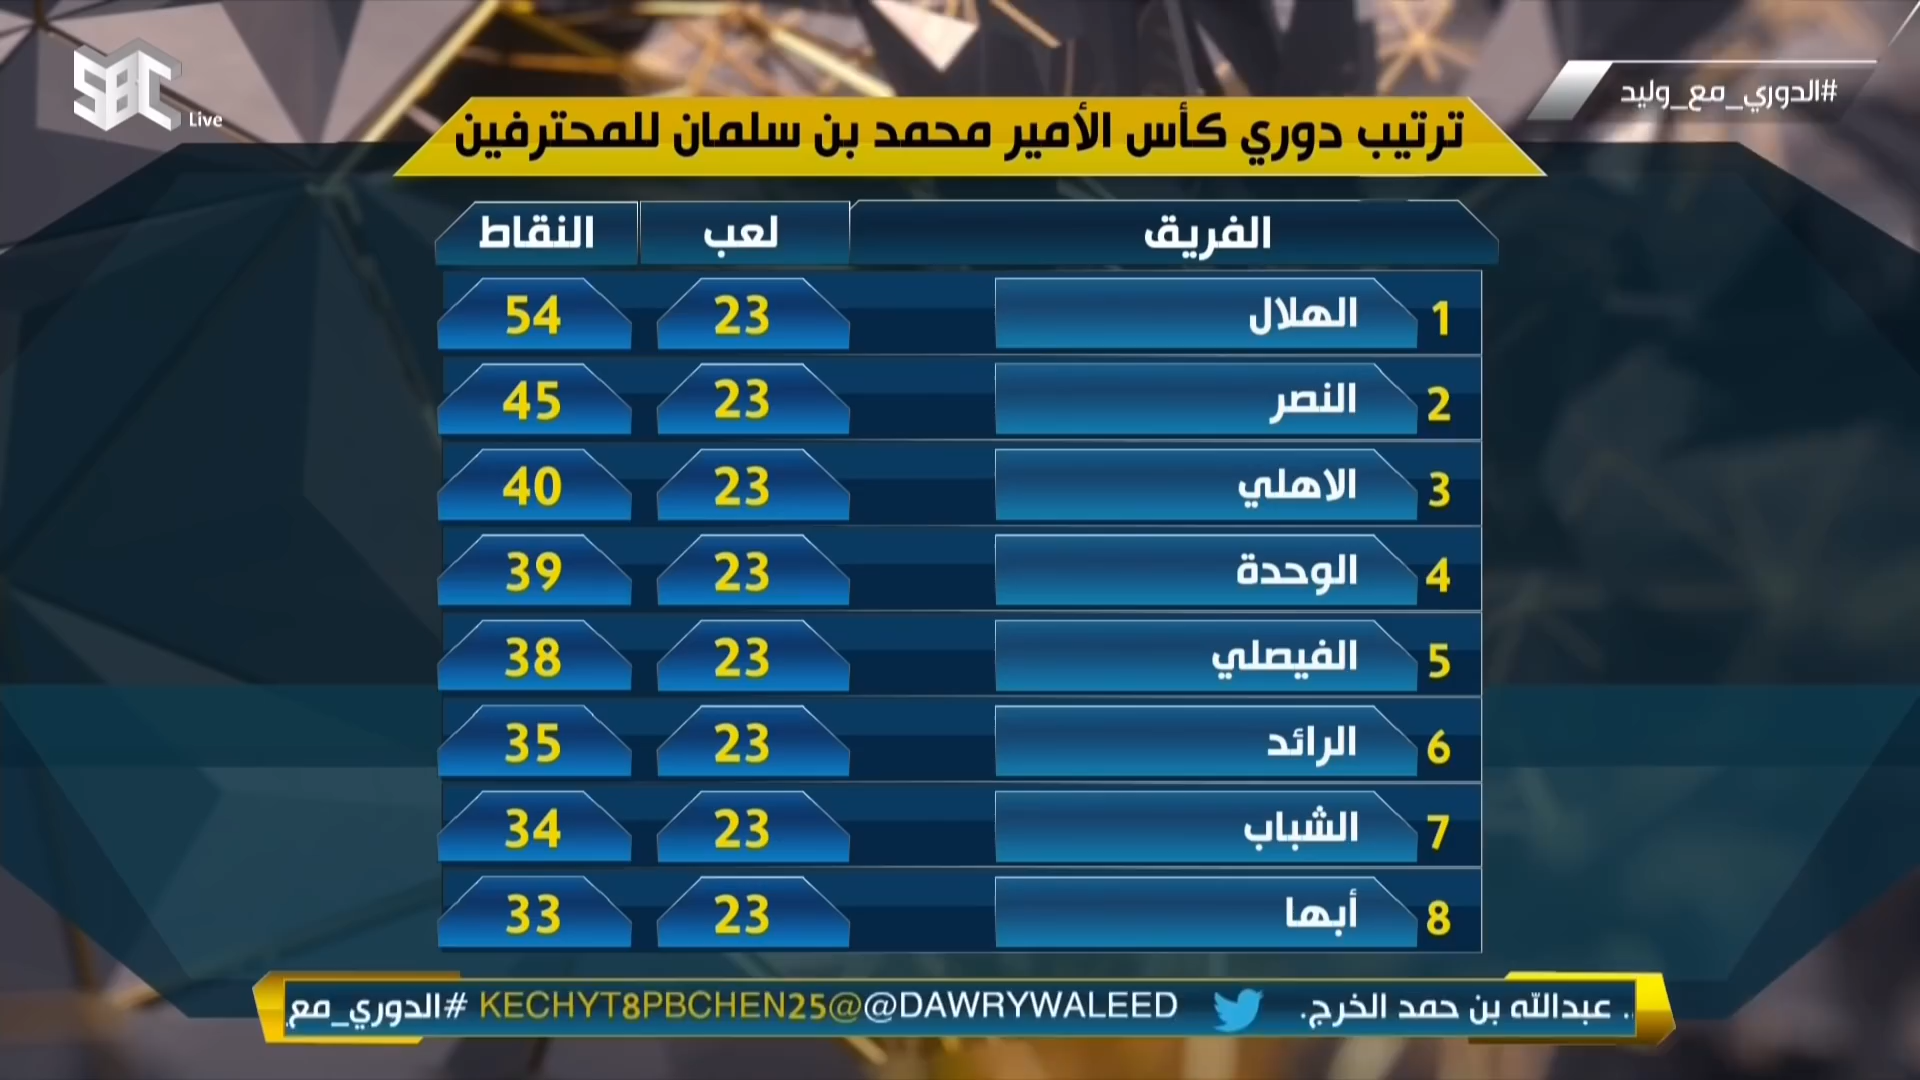 SBC Live
#الدوري_مع_وليد
ترتيب دوري كأس الأمير محمد بن سلمان للمحترفين
الفريق لعب النقاط
1 الهلال 23 54
2 النصر 23 45
3 الاهلي 23 40
4 الوحدة 23 39
5 الفيصلي 23 38
6 الرائد 23 35
7 الشباب 23 34
8 أبها 23 33
. عبدالله بن حمد الخرج. @DAWRYWALEED @KECHYT8PBCHEN25 #الدوري_مع